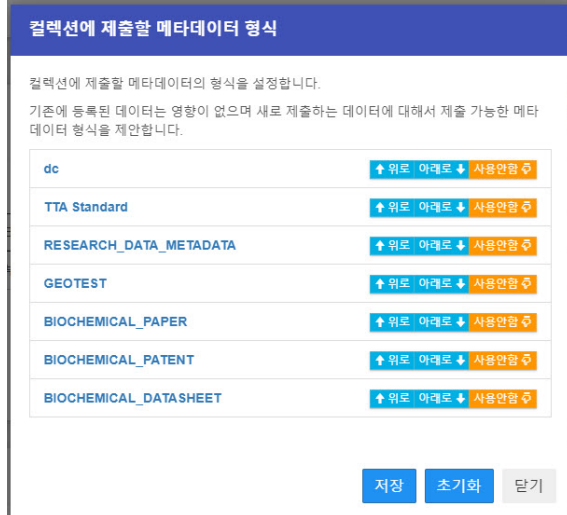 컬렉션에 제출할 메타데이터 형식
컬렉션에 제출할 메타데이터의 형식을 설정합니다.
기존에 등록된 데이터는 영향이 없으며 새로 제출하는 데이터에 대해서 제출 가능한 메타
데이터 형식을 제안합니다.
dc 위로 아래로 사용안함
TTA Standard 위로 아래로 사용안함
RESEARCH_DATA_METADATA 위로 아래로 사용안함
GEOTEST 위로 아래로 사용안함
BIOCHEMICAL_PAPER 위로 아래로 사용안함
BIOCHEMICAL_PATENT 위로 아래로 사용안함
BIOCHEMICAL_DATASHEET 위로 아래로 사용안함
저장 초기화 닫기